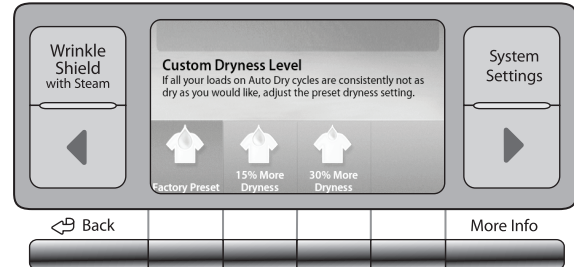 Wrinkle
Shield
with Steam
Custom Dryness Level
If all your loads on Auto Dry cycles are consistently not as
dry as you would like, adjust the preset dryness setting.
System
Settings
Factory Preset
15% More
Dryness
30% More
Dryness
Back
More Info